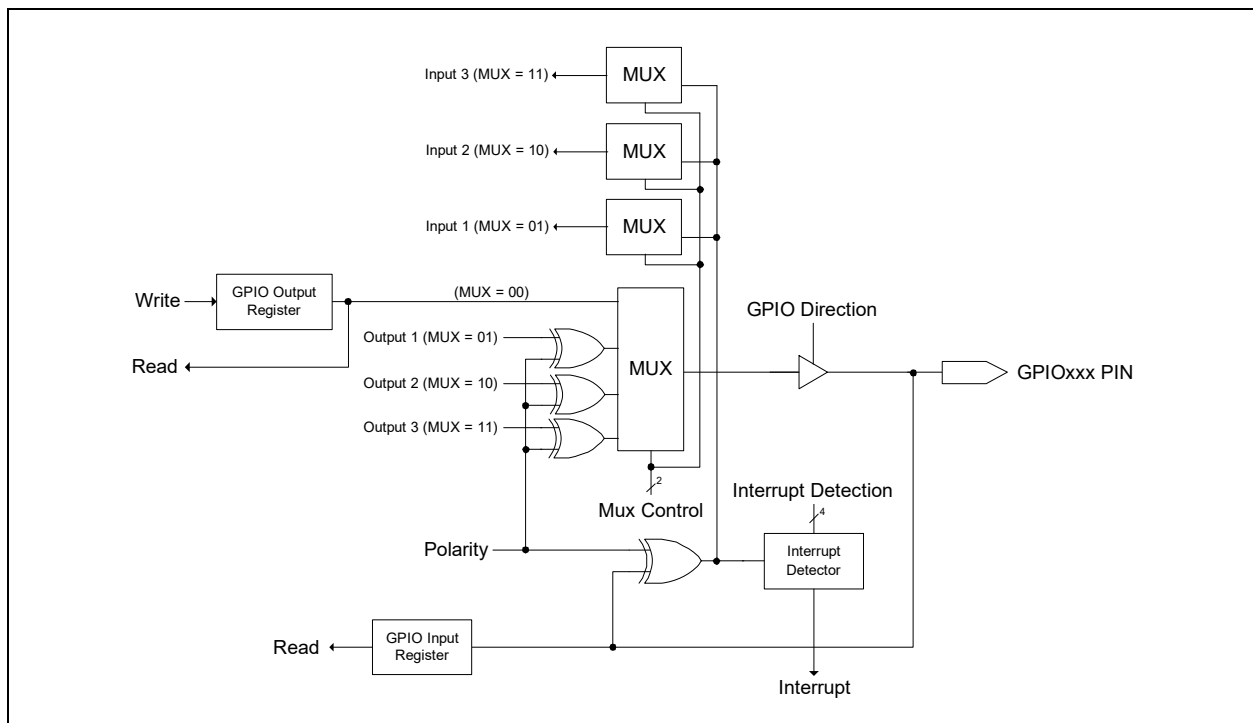 Input 3 (MUX = 11)
MUX
Input 2 (MUX = 10)
MUX
Input 1 (MUX = 01)
MUX
Write
GPIO Output
Register
(MUX = 00)
Read
Output 1 (MUX = 01)
Output 2 (MUX = 10)
Output 3 (MUX = 11)
MUX
GPIO Direction
GPIOxxx PIN
2
Mux Control
Interrupt Detection
4
Polarity
Interrupt
Detector
Read
GPIO Input
Register
Interrupt